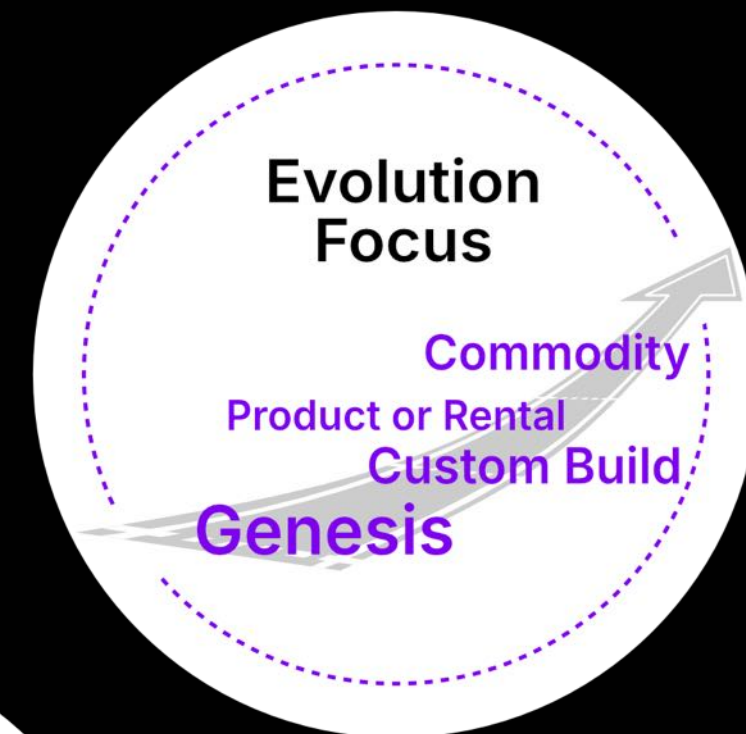 Evolution
Focus
Commodity
Product or Rental
Custom Build
Genesis